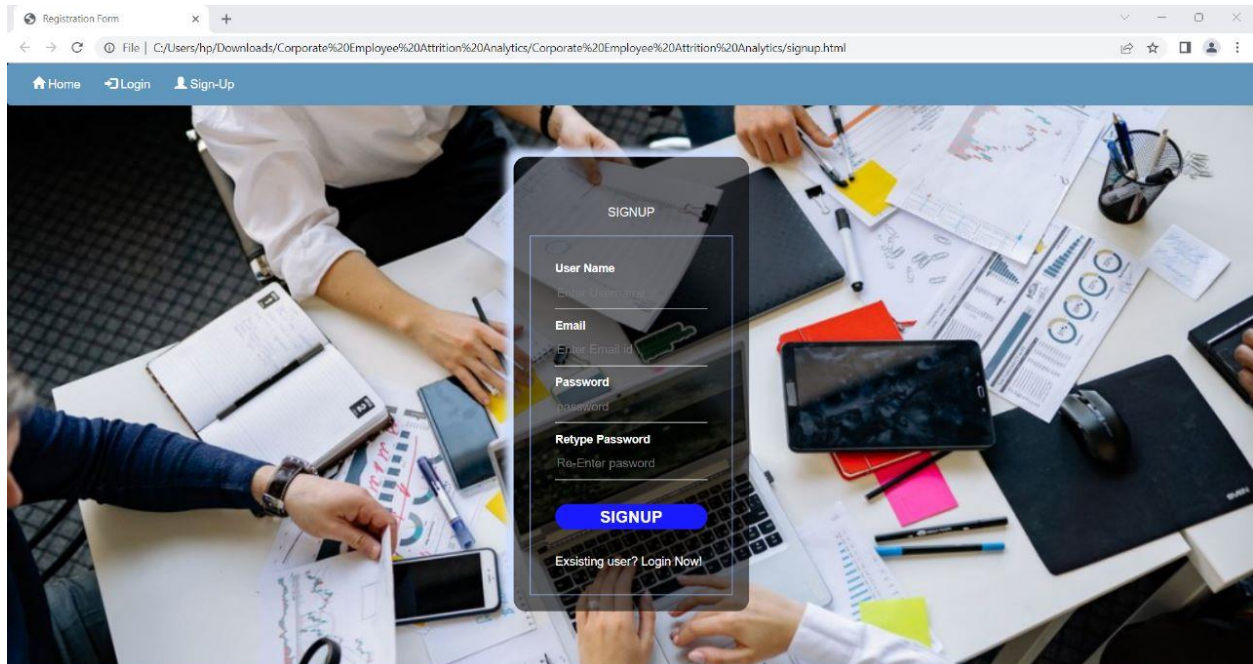 Registration Form
File | C:/Users/hp/Downloads/Corporate%20Employee%20Attrition%20Analytics/Corporate%20Employee%20Attrition%20Analytics/signup.html
Home Login Sign-Up
SIGNUP
User Name
Enter Username
Email
Enter Email id
Password
password
Retype Password
Re-Enter pasword
SIGNUP
Exsisting user? Login Now!